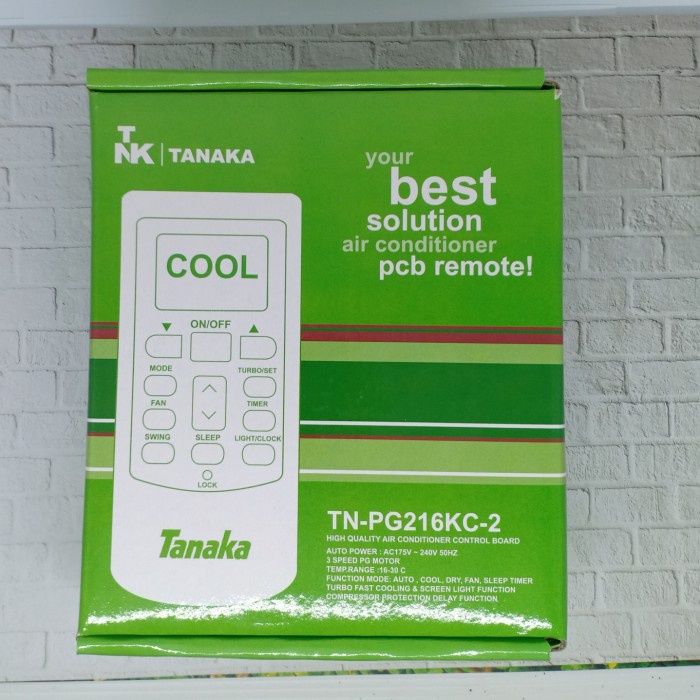 TNK | TANAKA
your
best
solution
air conditioner
pcb remote!
COOL
ON/OFF
MODE
TURBO/SET
FAN
TIMER
SWING
SLEEP
LIGHT/CLOCK
LOCK
Tanaka
TN-PG216KC-2
HIGH QUALITY AIR CONDITIONER CONTROL BOARD
AUTO POWER : AC175V ~ 240V 50HZ
3 SPEED PG MOTOR
TEMP.RANGE :16-30 C
FUNCTION MODE: AUTO , COOL, DRY, FAN, SLEEP TIMER
TURBO FAST COOLING & SCREEN LIGHT FUNCTION
COMPRESSOR PROTECTION DELAY FUNCTION